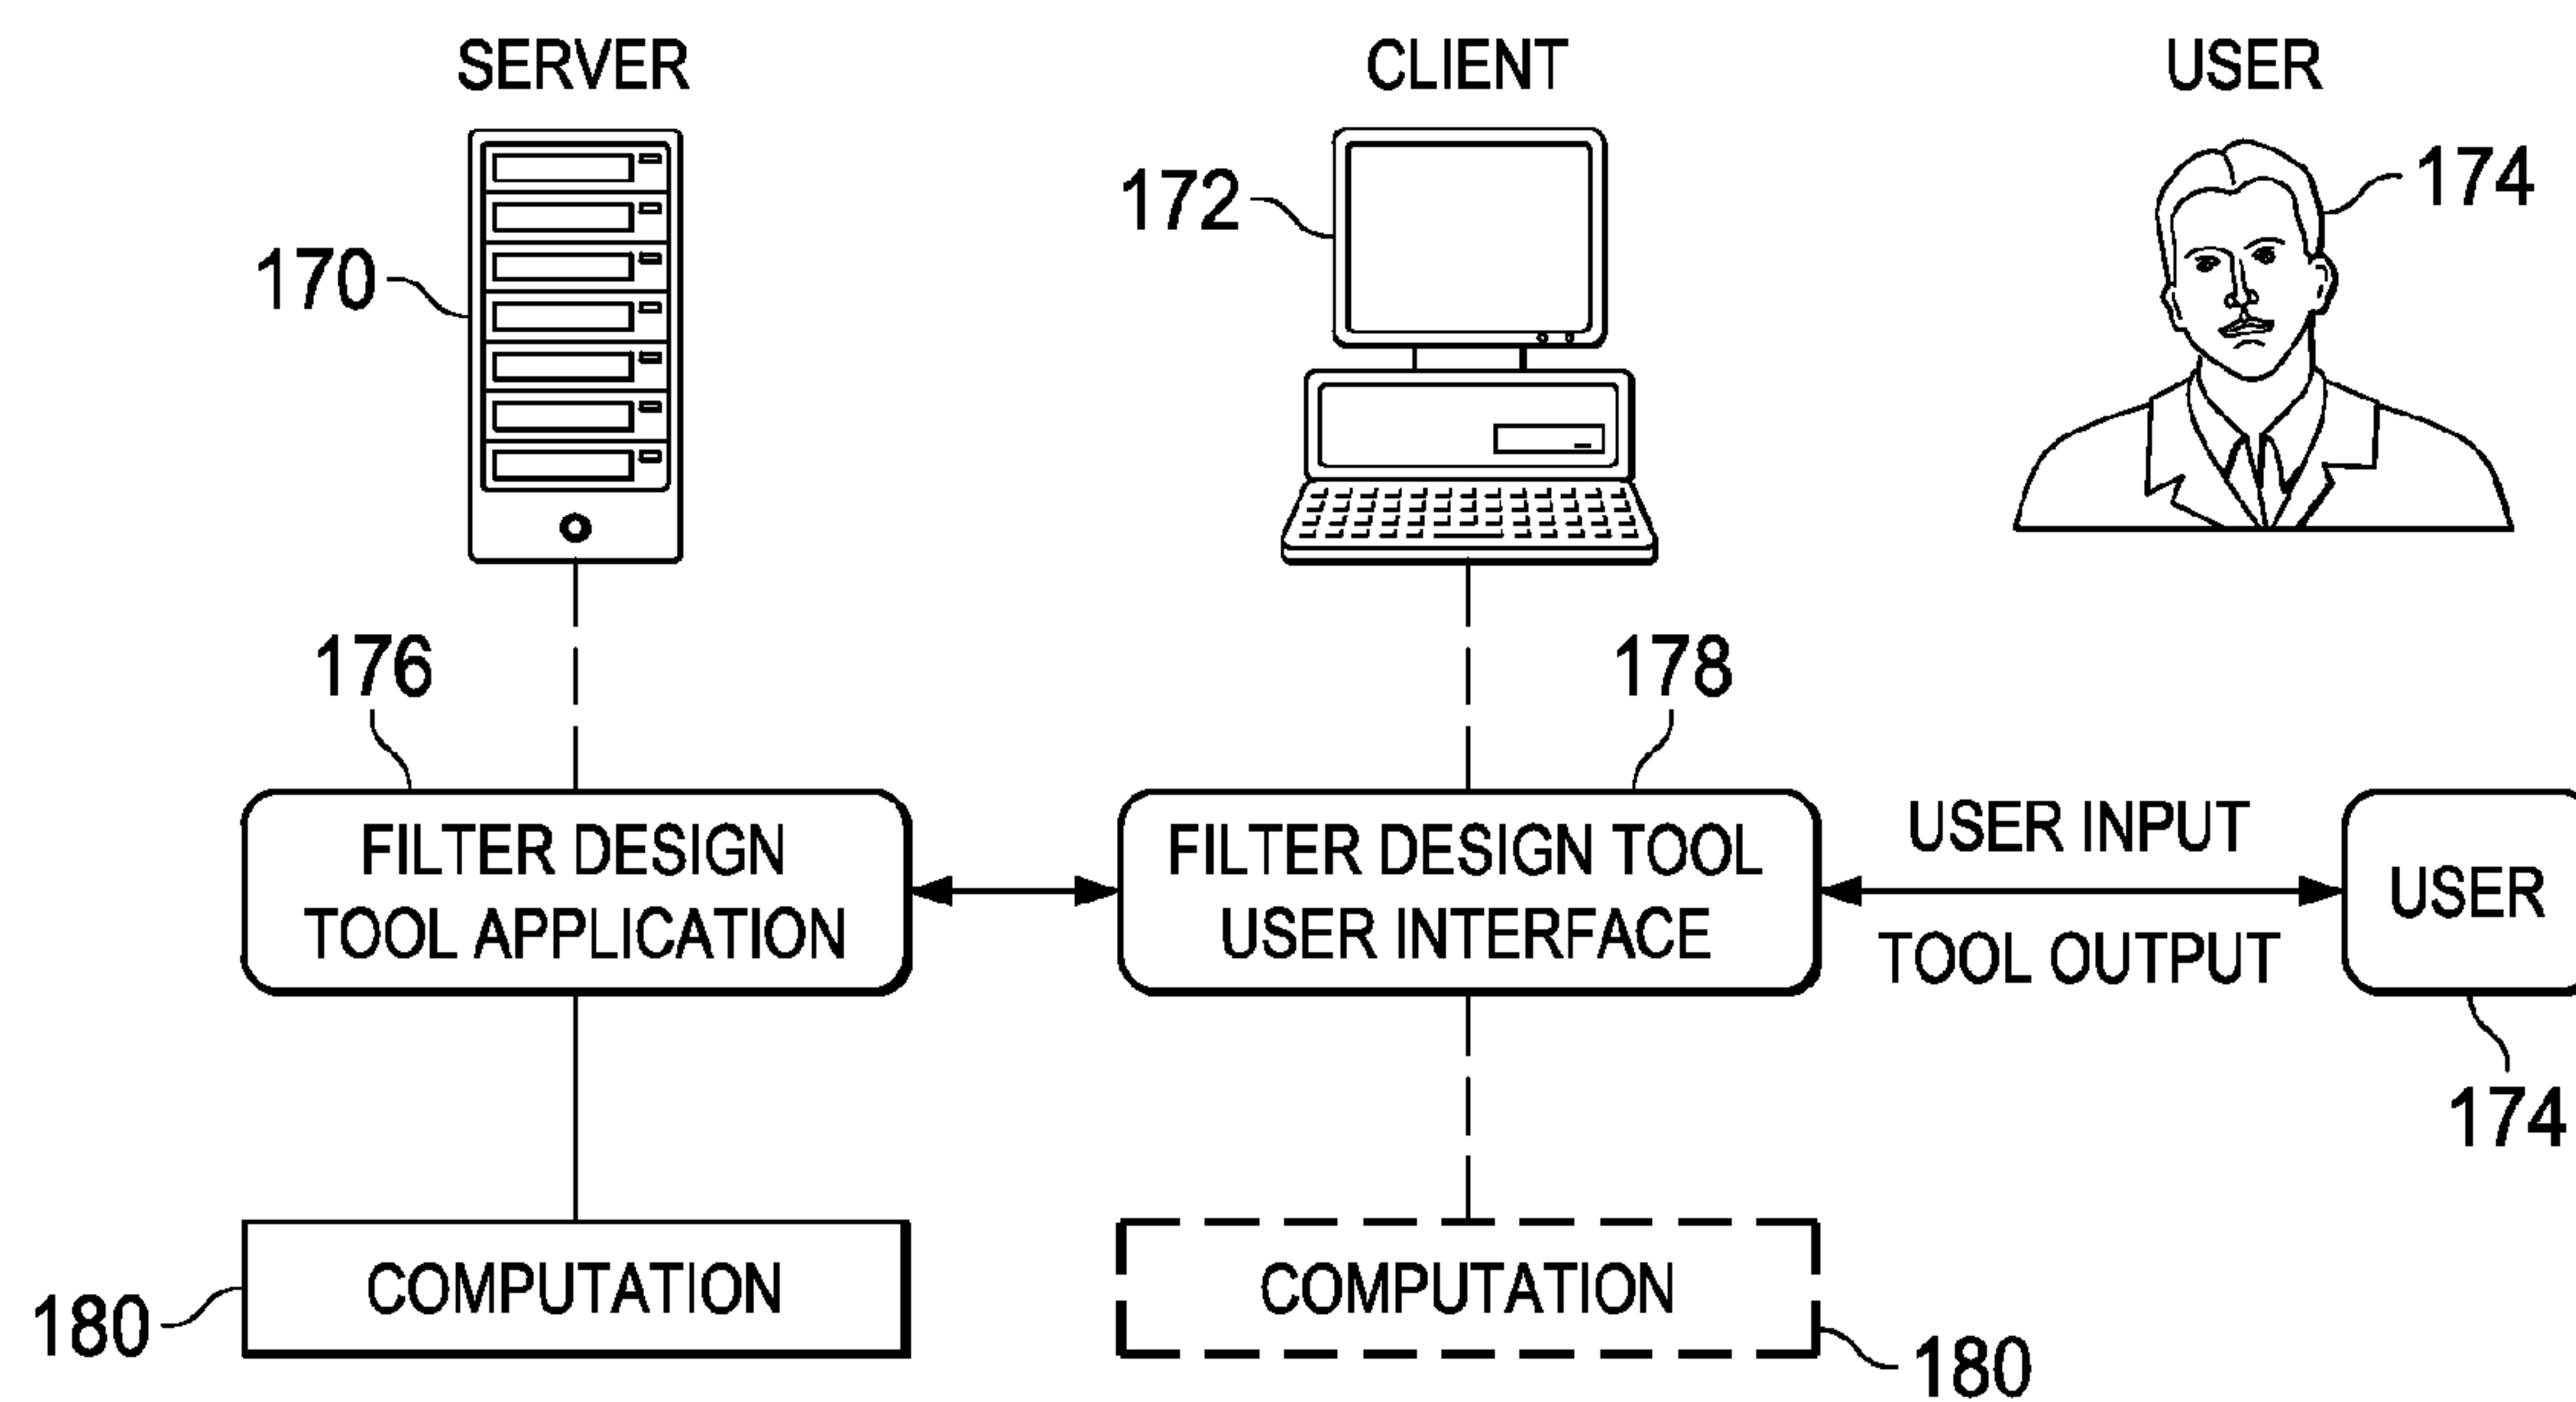 SERVER
CLIENT
USER
170
172
174
176
178
FILTER DESIGN
TOOL APPLICATION
FILTER DESIGN TOOL
USER INTERFACE
USER INPUT
TOOL OUTPUT
USER
174
COMPUTATION
180
COMPUTATION
180